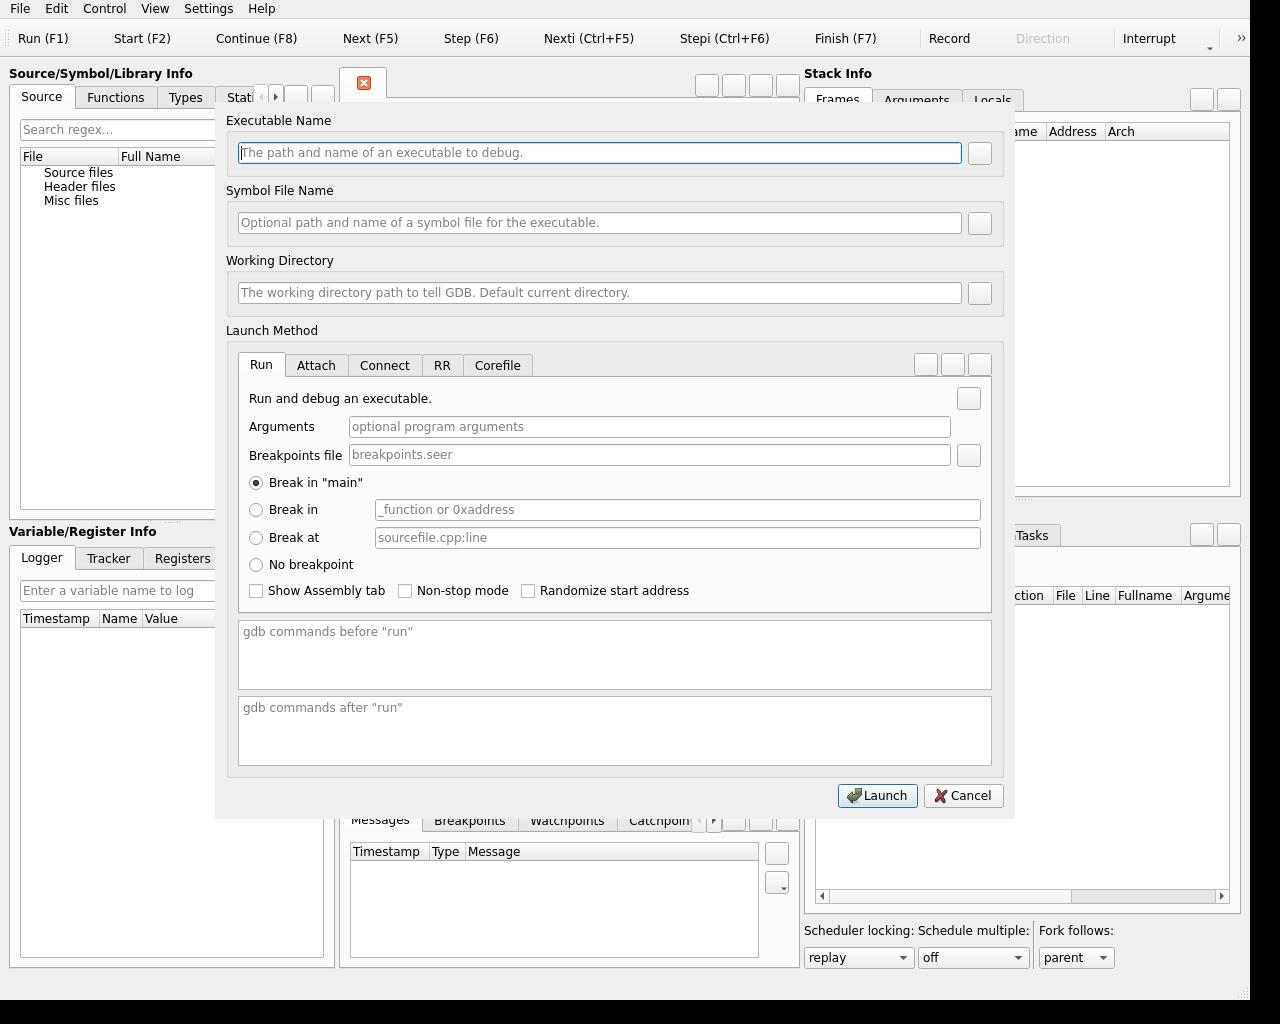 File Edit Control View Settings Help
Run (F1) Start (F2) Continue (F8) Next (F5) Step (F6) Nexti (Ctrl+F5) Stepi (Ctrl+F6) Finish (F7) Record Direction Interrupt
Source/Symbol/Library Info
Source Functions Types Stati
Search regex...
File Full Name
Source files
Header files
Misc files
Stack Info
Frames Arguments Locals
ame Address Arch
Executable Name
The path and name of an executable to debug.
Symbol File Name
Optional path and name of a symbol file for the executable.
Working Directory
The working directory path to tell GDB. Default current directory.
Launch Method
Run Attach Connect RR Corefile
Run and debug an executable.
Arguments optional program arguments
Breakpoints file breakpoints.seer
Break in "main"
Break in _function or 0xaddress
Break at sourcefile.cpp:line
No breakpoint
Show Assembly tab Non-stop mode Randomize start address
gdb commands before "run"
gdb commands after "run"
Launch Cancel
Variable/Register Info
Logger Tracker Registers
Enter a variable name to log
Timestamp Name Value
Tasks
ction File Line Fullname Argume
Messages Breakpoints Watchpoints Catchpoin
Timestamp Type Message
Scheduler locking: Schedule multiple: Fork follows:
replay off parent